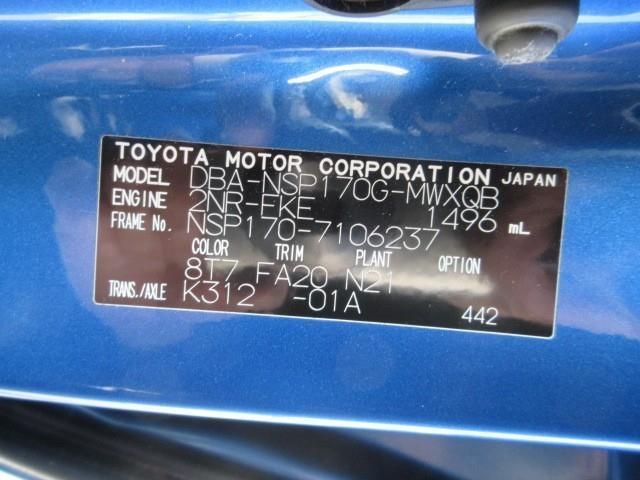 TOYOTA MOTOR CORPORATION JAPAN
MODEL DBA-NSP170G-MWXQB
ENGINE 2NR-FKE 1496 mL
FRAME No. NSP170-7106237
COLOR TRIM PLANT OPTION
8T7 FA20 N21
TRANS./AXLE K312 -01A
442